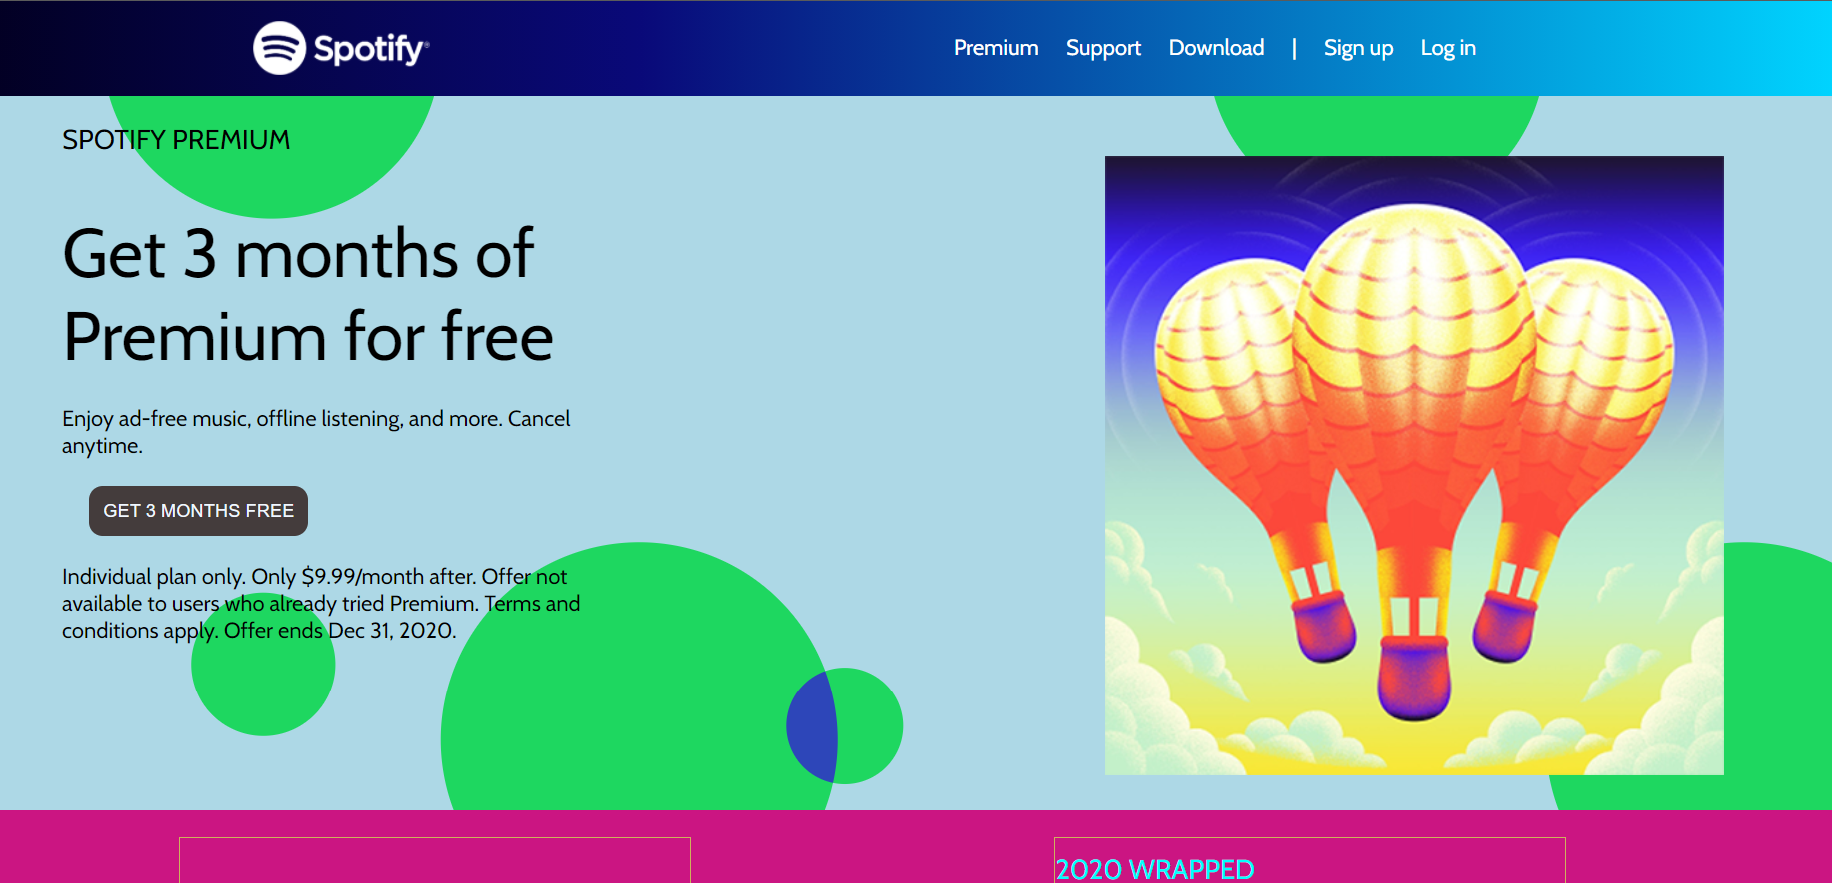 Spotify®
Premium Support Download | Sign up Log in
SPOTIFY PREMIUM
Get 3 months of
Premium for free
Enjoy ad-free music, offline listening, and more. Cancel
anytime.
GET 3 MONTHS FREE
Individual plan only. Only $9.99/month after. Offer not
available to users who already tried Premium. Terms and
conditions apply. Offer ends Dec 31, 2020.
2020 WRAPPED